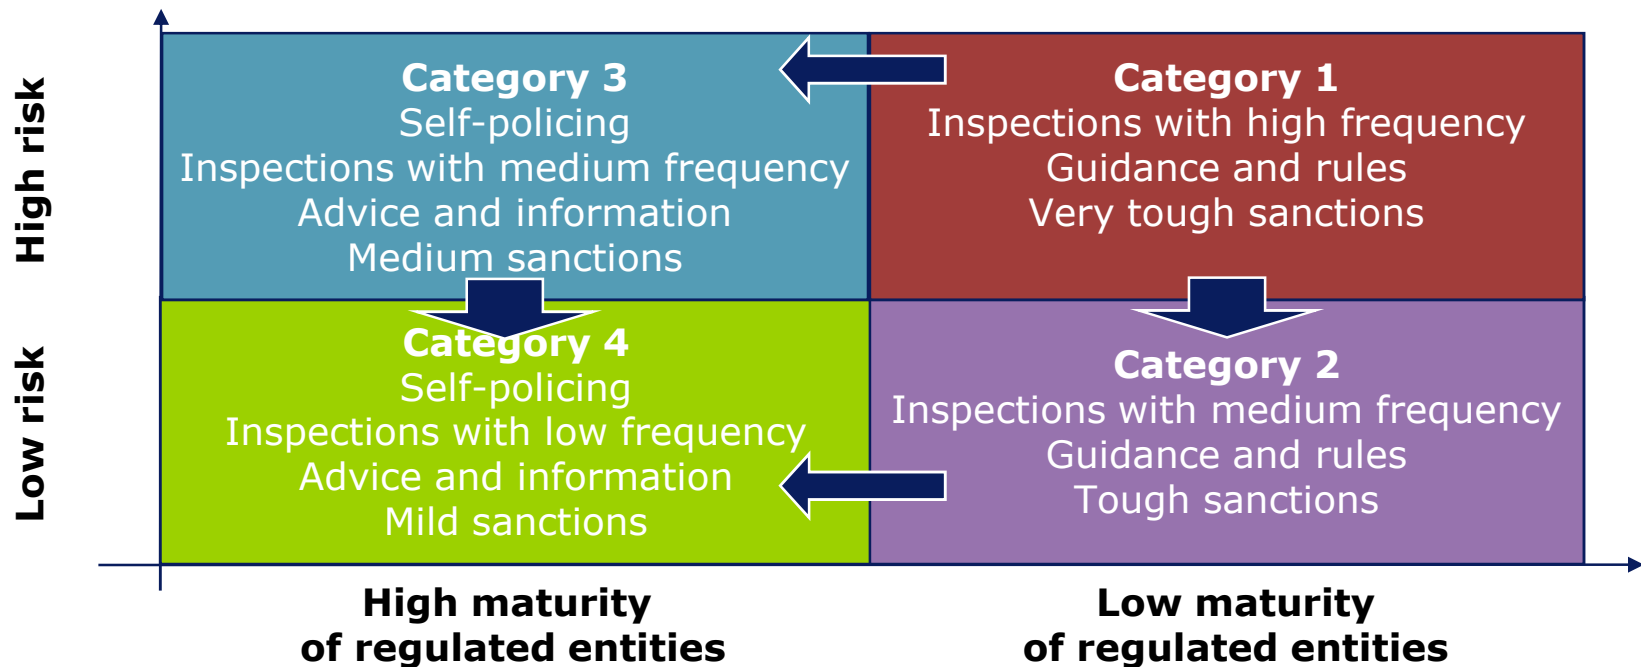 High risk
Category 3
Self-policing
Inspections with medium frequency
Advice and information
Medium sanctions
Category 1
Inspections with high frequency
Guidance and rules
Very tough sanctions
Low risk
Category 4
Self-policing
Inspections with low frequency
Advice and information
Mild sanctions
Category 2
Inspections with medium frequency
Guidance and rules
Tough sanctions
High maturity
of regulated entities
Low maturity
of regulated entities